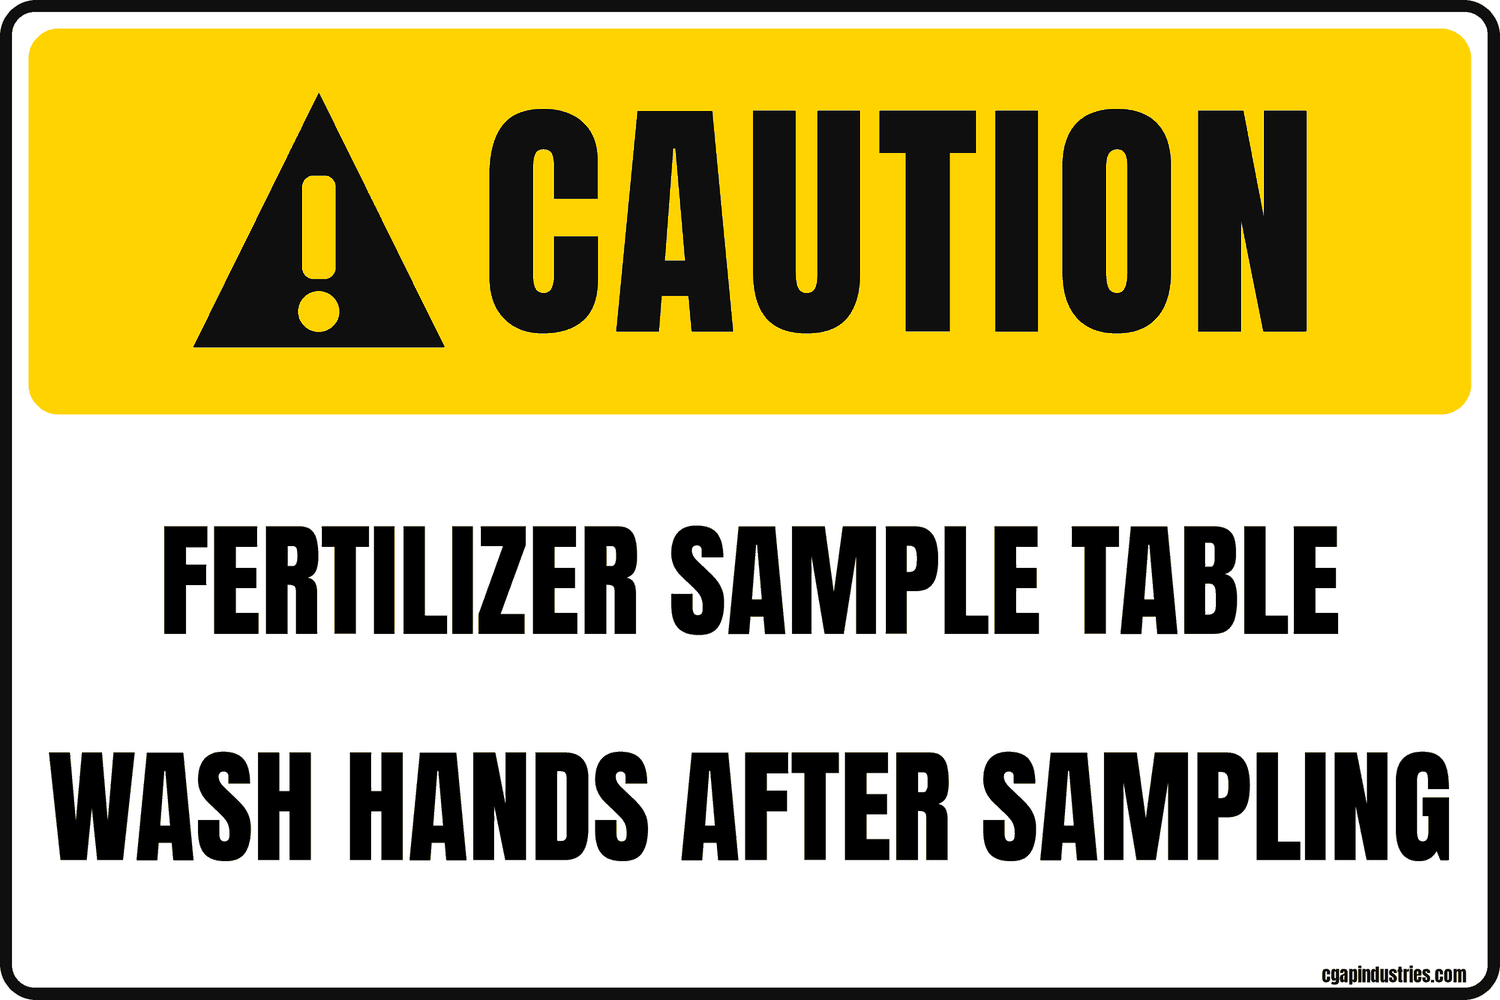 CAUTION
FERTILIZER SAMPLE TABLE
WASH HANDS AFTER SAMPLING
cgapindustries.com